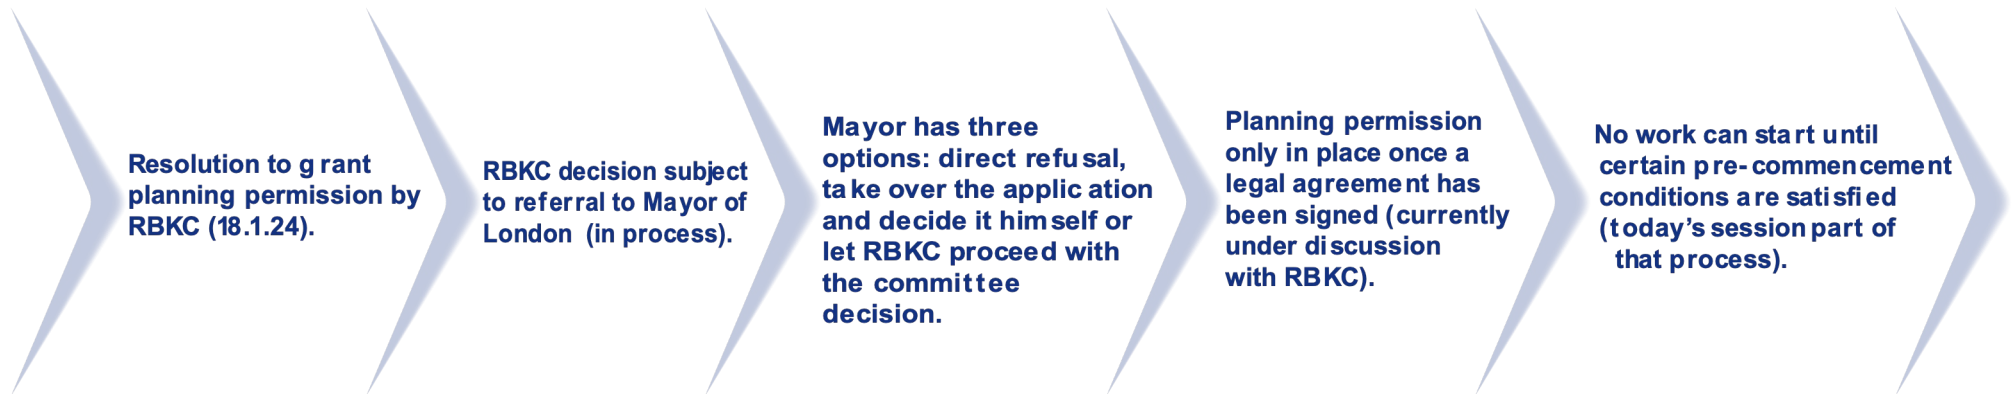 Resolution to grant
planning permission by
RBKC (18.1.24).
RBKC decision subject
to referral to Mayor of
London (in process).
Mayor has three
options: direct refusal,
take over the application
and decide it himself or
let RBKC proceed with
the committee
decision.
Planning permission
only in place once a
legal agreement has
been signed (currently
under discussion
with RBKC).
No work can start until
certain pre-commencement
conditions are satisfied
(today’s session part of
that process).